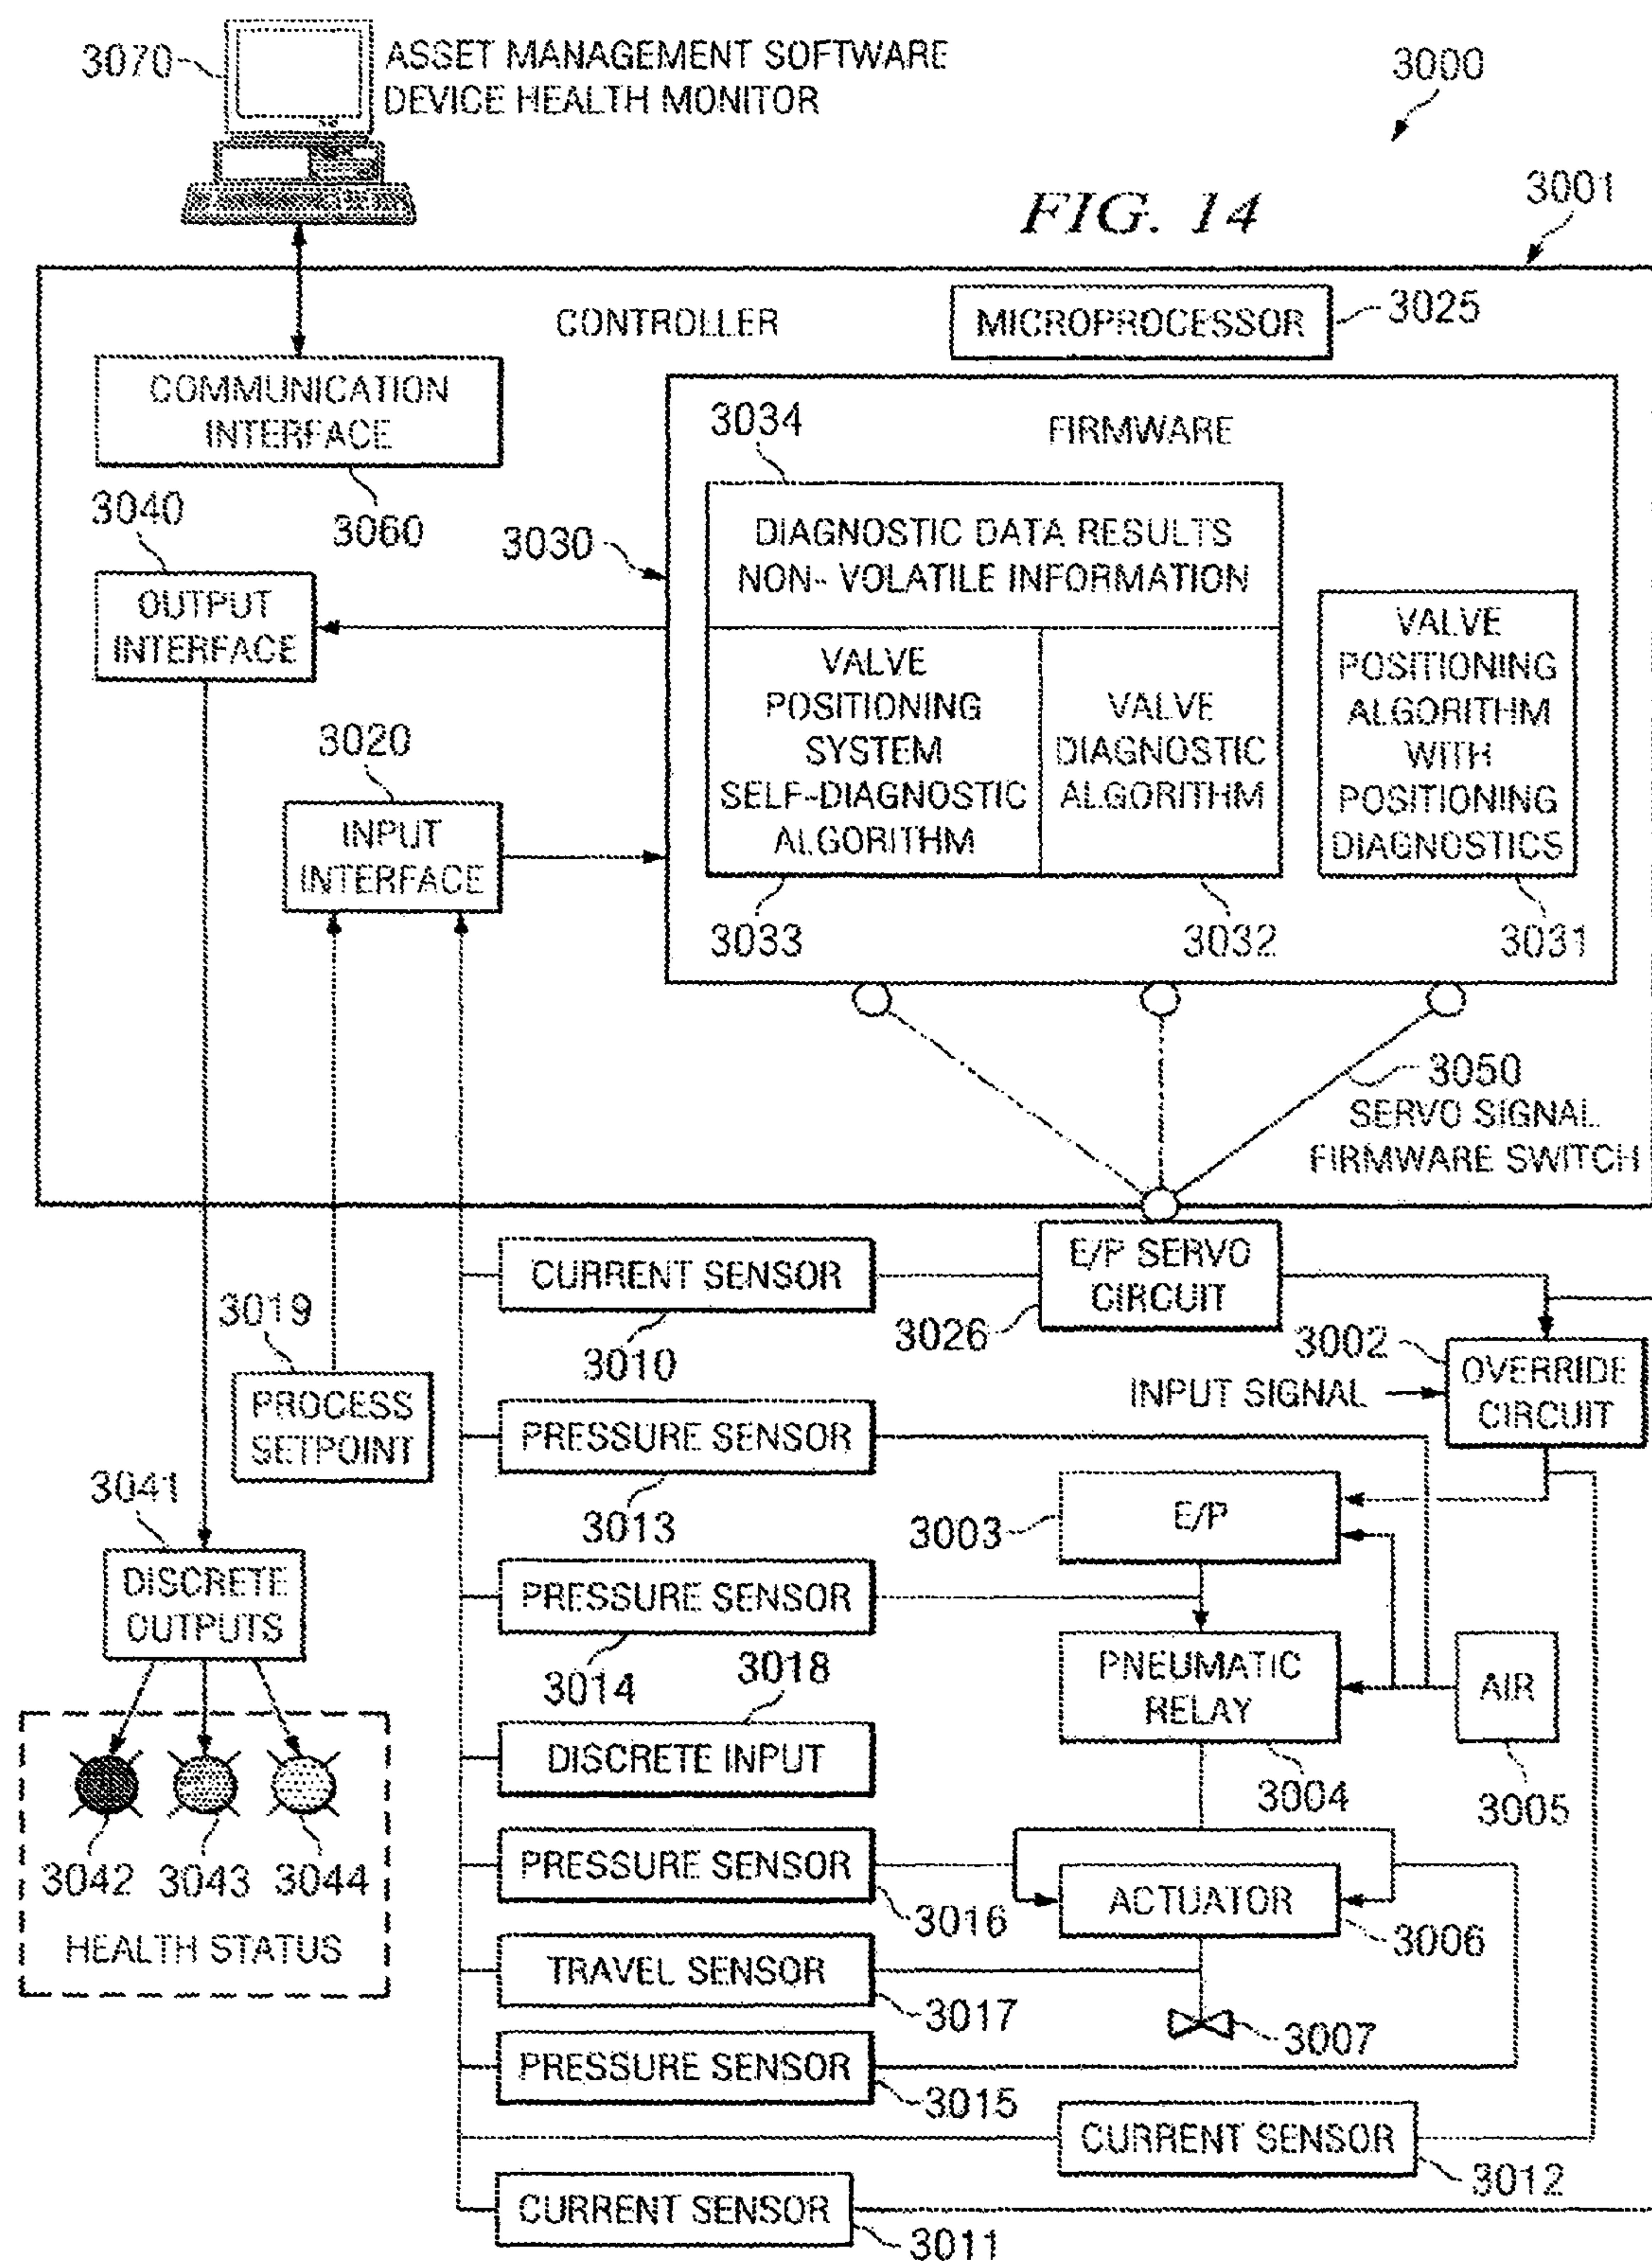 3070
ASSET MANAGEMENT SOFTWARE
DEVICE HEALTH MONITOR
3000
FIG. 14
3001
CONTROLLER
MICROPROCESSOR
3025
COMMUNICATION
INTERFACE
3060
3034
FIRMWARE
3040
3030
DIAGNOSTIC DATA RESULTS
NON- VOLATILE INFORMATION
OUTPUT
INTERFACE
VALVE
POSITIONING
SYSTEM
SELF-DIAGNOSTIC
ALGORITHM
VALVE
DIAGNOSTIC
ALGORITHM
VALVE
POSITIONING
ALGORITHM
WITH
POSITIONING
DIAGNOSTICS
3020
INPUT
INTERFACE
3033
3032
3031
3050
SERVO SIGNAL
FIRMWARE SWITCH
CURRENT SENSOR
3010
E/P SERVO
CIRCUIT
3026
3019
PROCESS
SETPOINT
3002
OVERRIDE
CIRCUIT
INPUT SIGNAL
PRESSURE SENSOR
3013
3003
E/P
3041
DISCRETE
OUTPUTS
PRESSURE SENSOR
3014
3018
PNEUMATIC
RELAY
3004
AIR
3005
DISCRETE INPUT
3042
3043
3044
HEALTH STATUS
PRESSURE SENSOR
3016
ACTUATOR
3006
TRAVEL SENSOR
3017
3007
PRESSURE SENSOR
3015
CURRENT SENSOR
3012
CURRENT SENSOR
3011